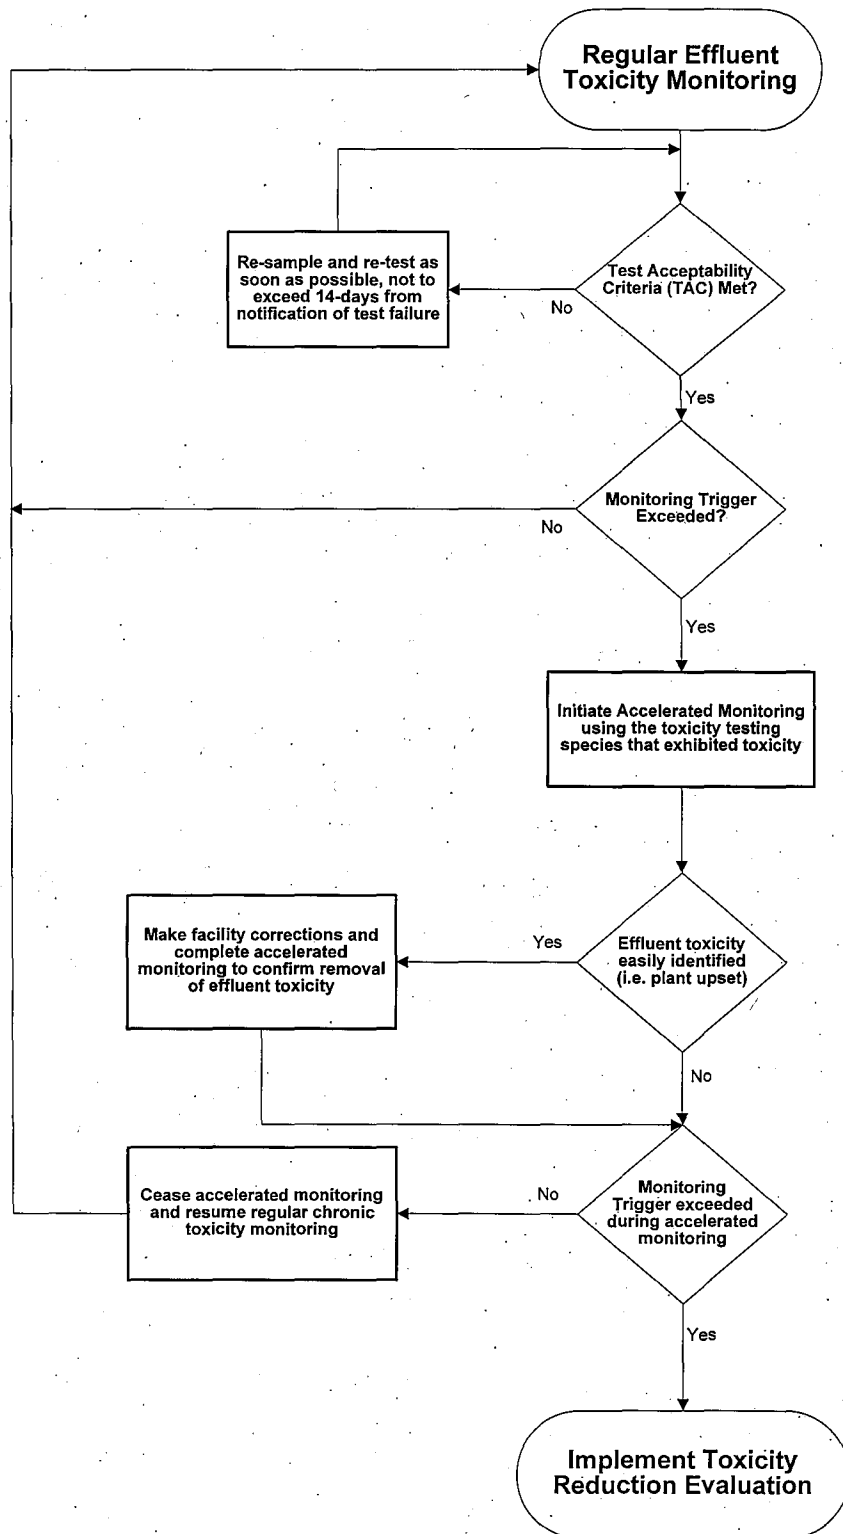 Regular Effluent
Toxicity Monitoring
Re-sample and re-test as
soon as possible, not to
exceed 14-days from
notification of test failure
Test Acceptability
Criteria (TAC) Met?
No
Yes
Monitoring Trigger
Exceeded?
No
Yes
Initiate Accelerated Monitoring
using the toxicity testing
species that exhibited toxicity
Make facility corrections and
complete accelerated
monitoring to confirm removal
of effluent toxicity
Yes
Effluent toxicity
easily identified
(i.e. plant upset)
No
Cease accelerated monitoring
and resume regular chronic
toxicity monitoring
No
Monitoring
Trigger exceeded
during accelerated
monitoring
Yes
Implement Toxicity
Reduction Evaluation